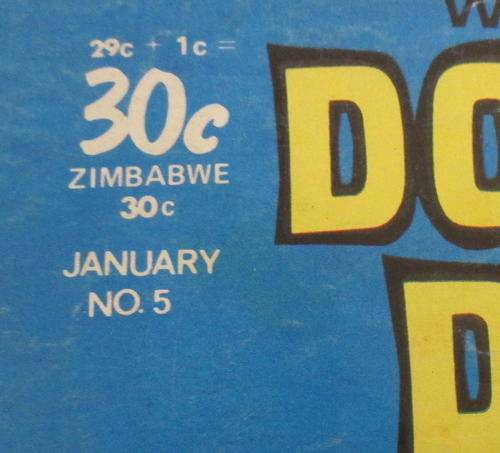 29c + 1c =
30c
ZIMBABWE
30c
JANUARY
NO. 5